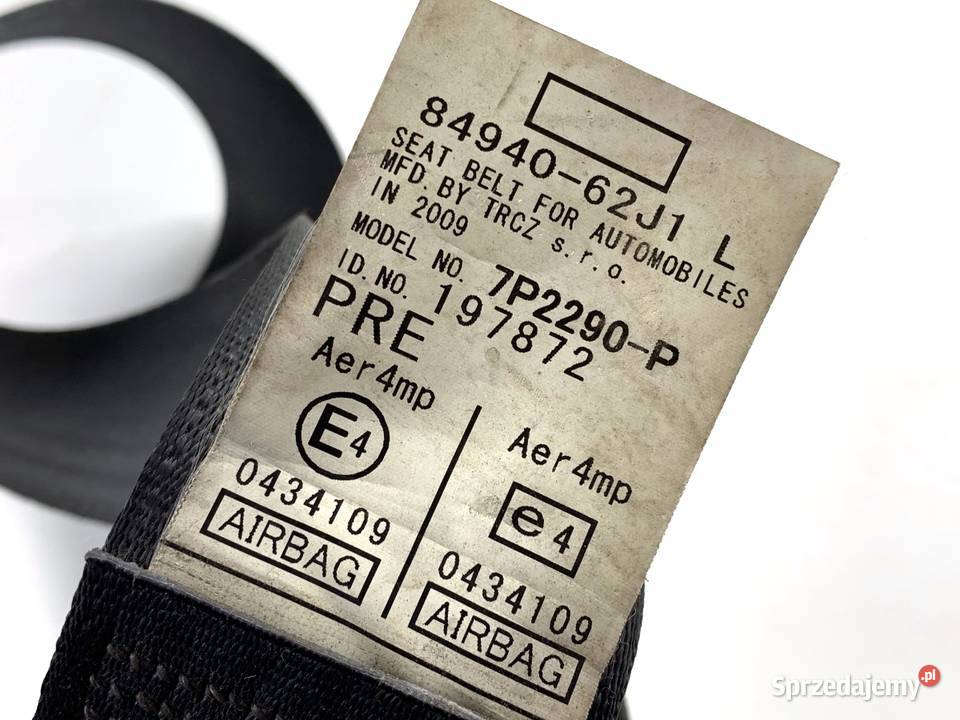 84940-62J1 L
SEAT BELT FOR AUTOMOBILES
MFD. BY TRCZ s.r.o.
IN 2009
MODEL NO. 7P2290-P
ID. NO. 197872
PRE
Aer4mp
E4
0434109
AIRBAG
Aer4mp
e4
0434109
AIRBAG
Sprzedajemy.pl